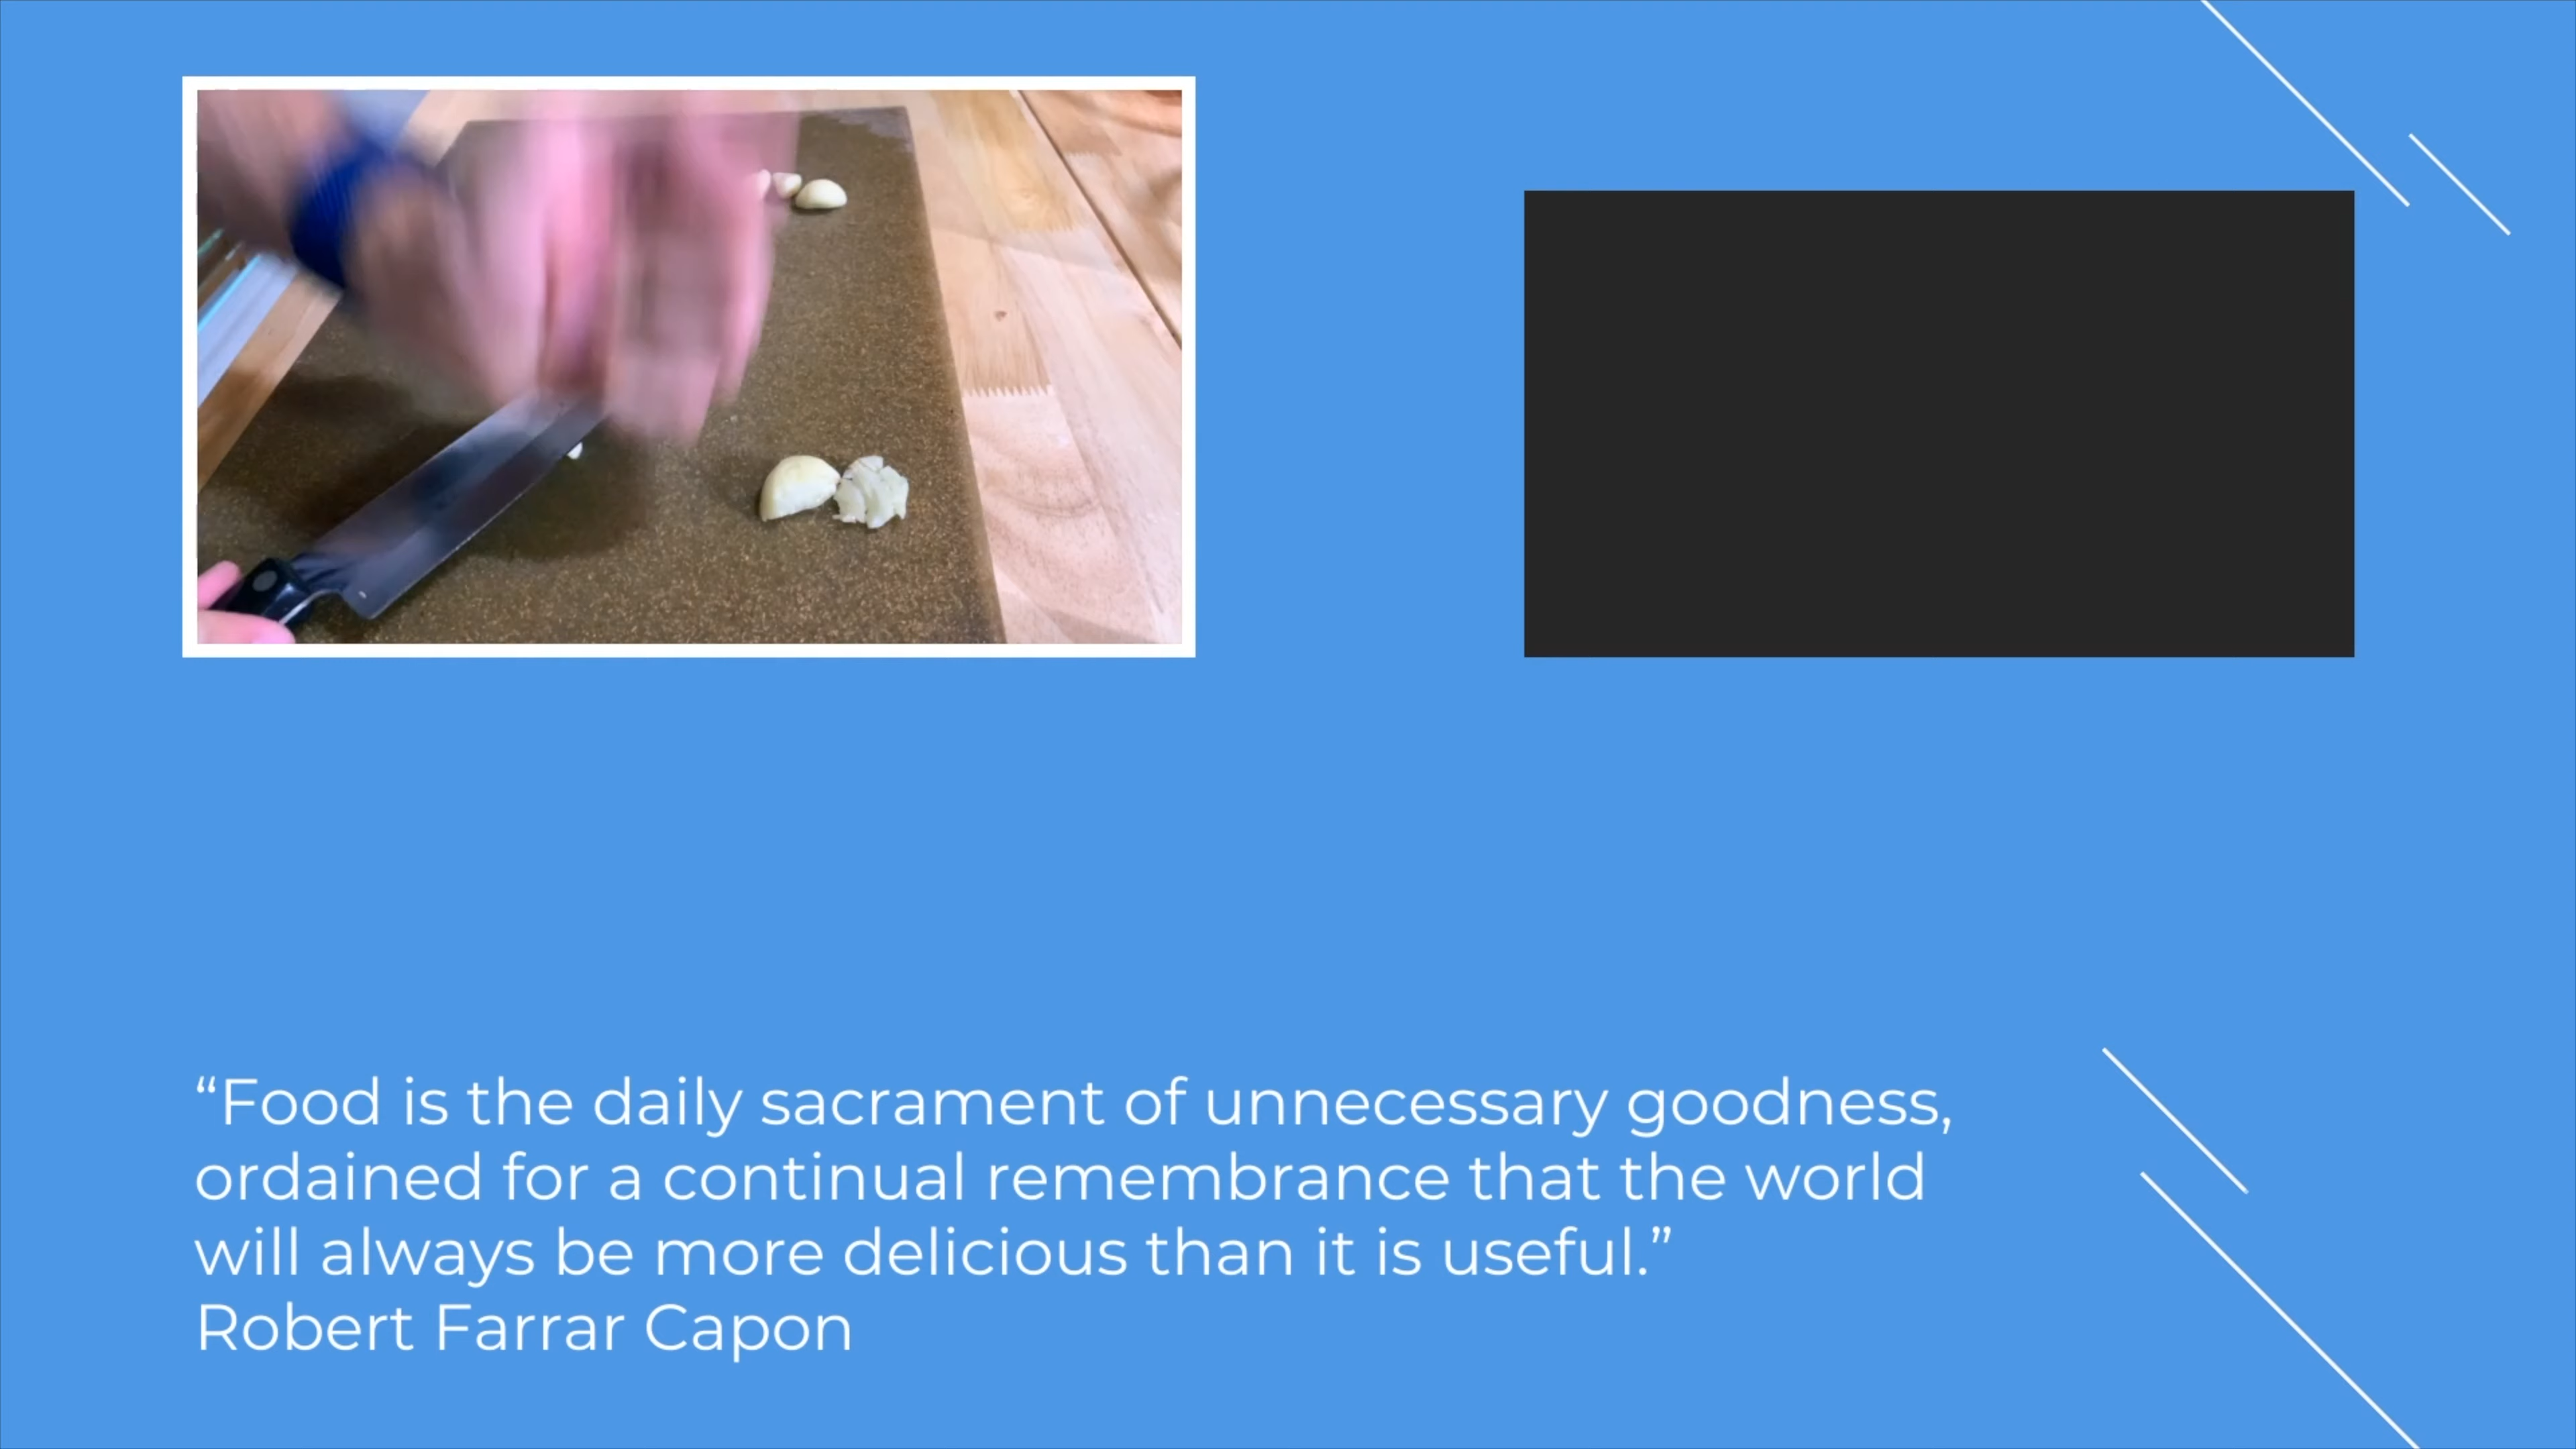 “Food is the daily sacrament of unnecessary goodness,
ordained for a continual remembrance that the world
will always be more delicious than it is useful.”
Robert Farrar Capon